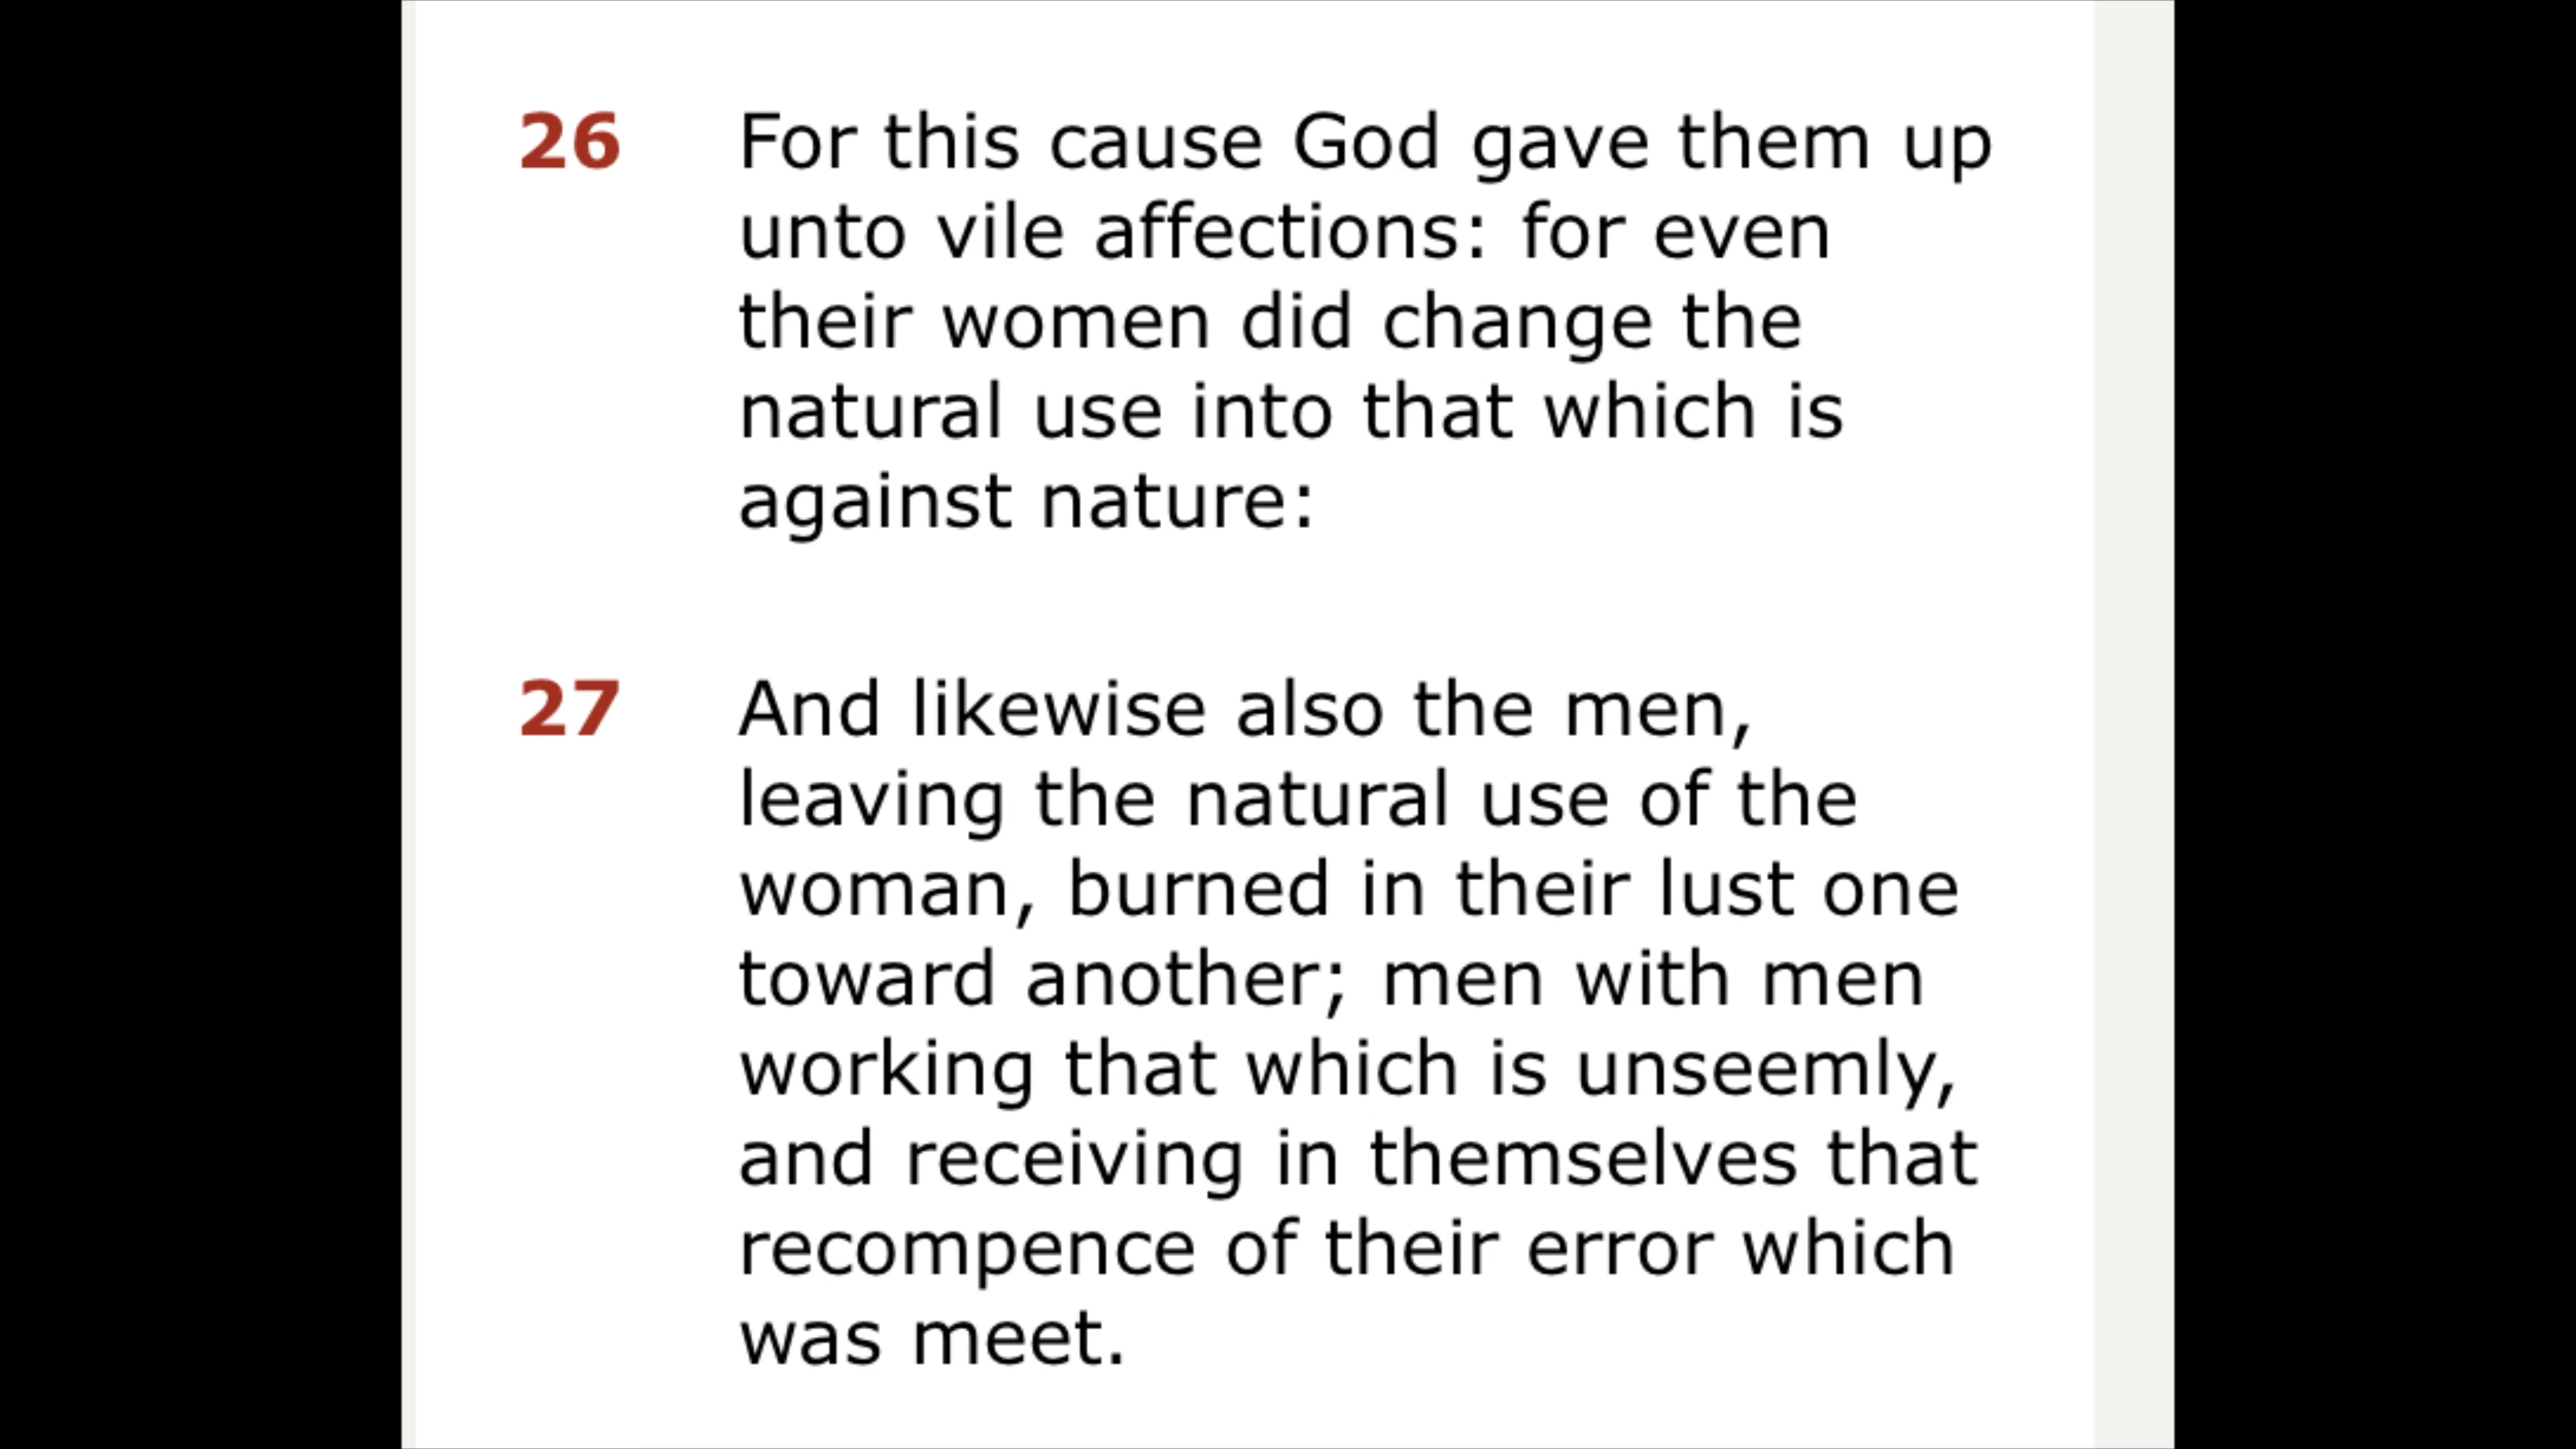 26 For this cause God gave them up
unto vile affections: for even
their women did change the
natural use into that which is
against nature:
27 And likewise also the men,
leaving the natural use of the
woman, burned in their lust one
toward another; men with men
working that which is unseemly,
and receiving in themselves that
recompence of their error which
was meet.